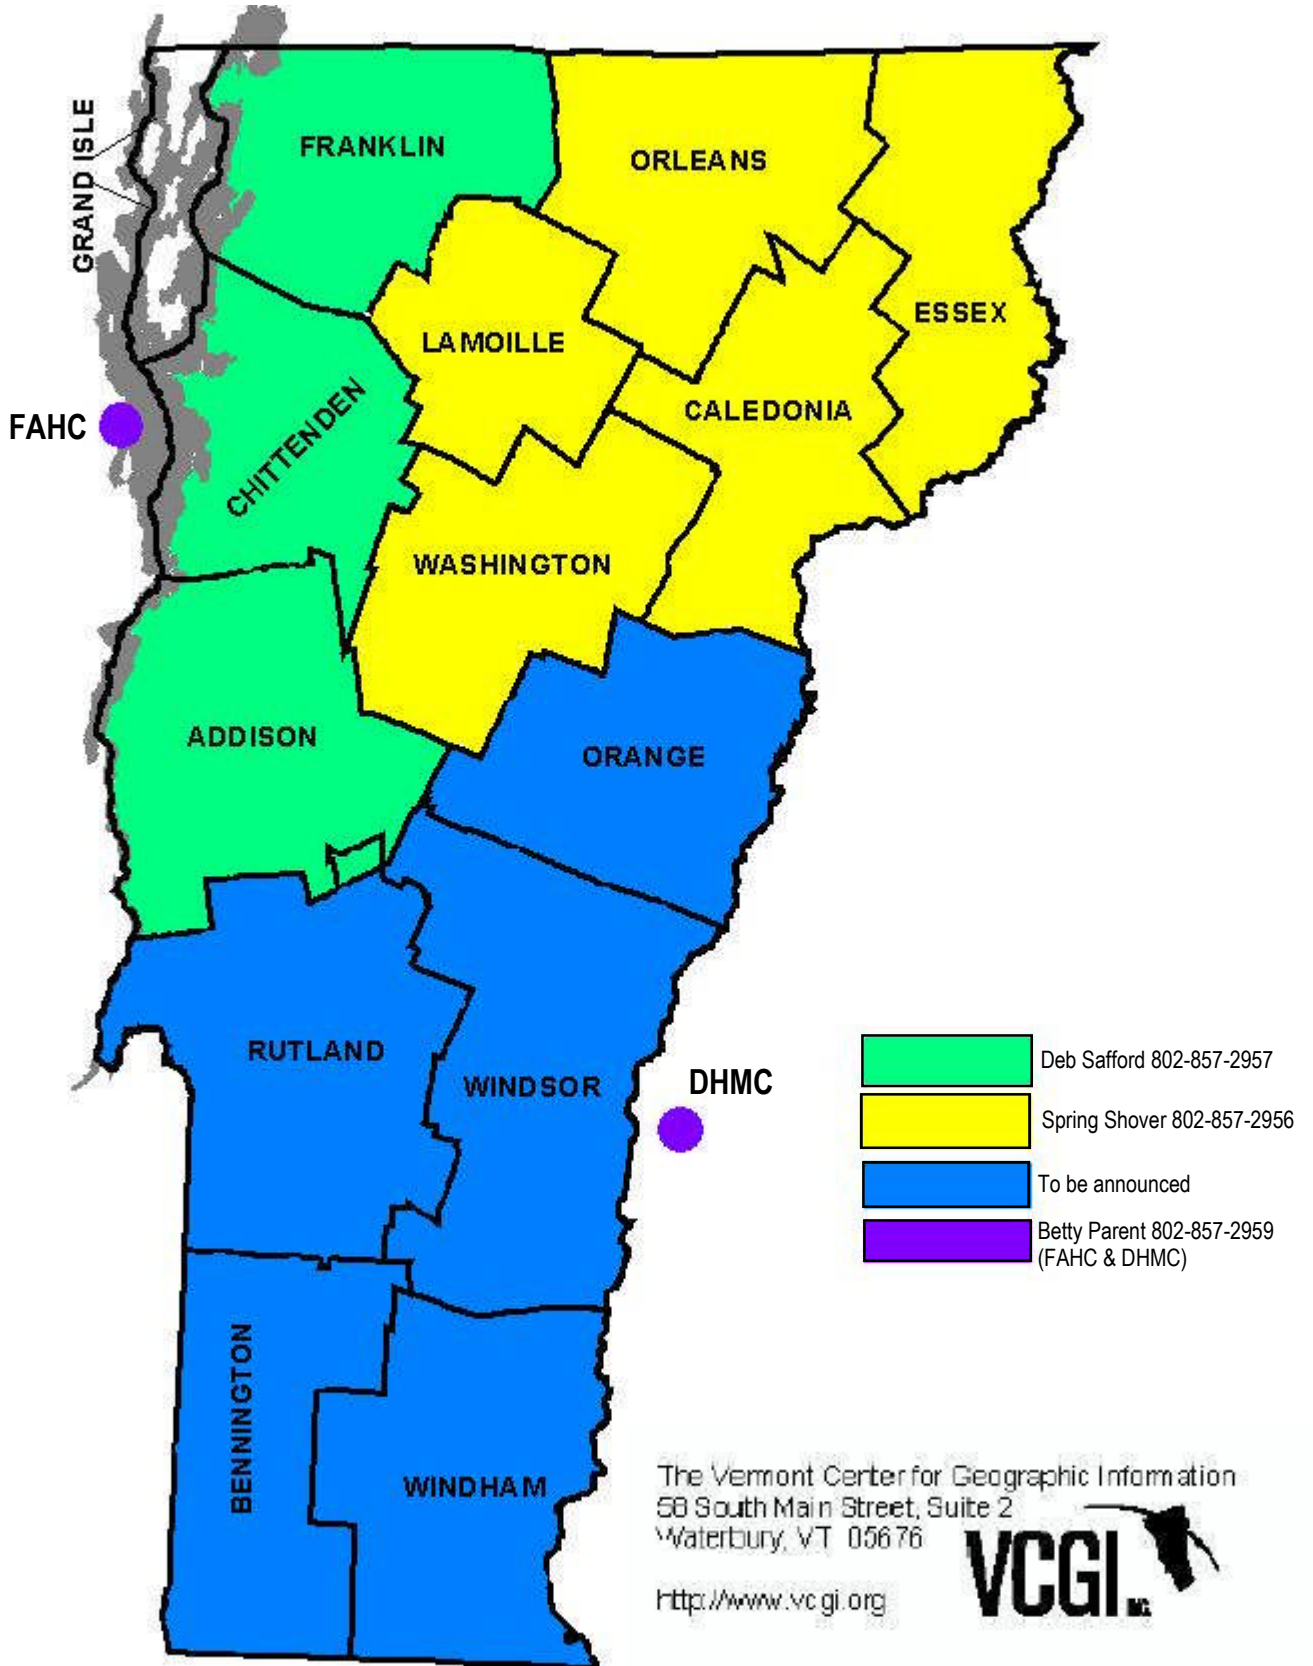 GRAND ISLE
FRANKLIN
ORLEANS
ESSEX
LAMOILLE
CALEDONIA
FAHC
CHITTENDEN
WASHINGTON
ADDISON
ORANGE
RUTLAND
WINDSOR
DHMC
Deb Safford 802-857-2957
Spring Shover 802-857-2956
To be announced
Betty Parent 802-857-2959
(FAHC & DHMC)
BENNINGTON
WINDHAM
The Vermont Center for Geographic Information
58 South Main Street, Suite 2
Waterbury, VT 05676
http://www.vcgi.org
VCGI INC.